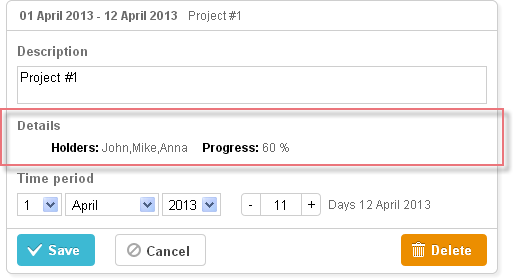 01 April 2013 - 12 April 2013 Project #1
Description
Project #1
Details
Holders: John,Mike,Anna Progress: 60 %
Time period
1 April 2013 - 11 + Days 12 April 2013
Save Cancel Delete